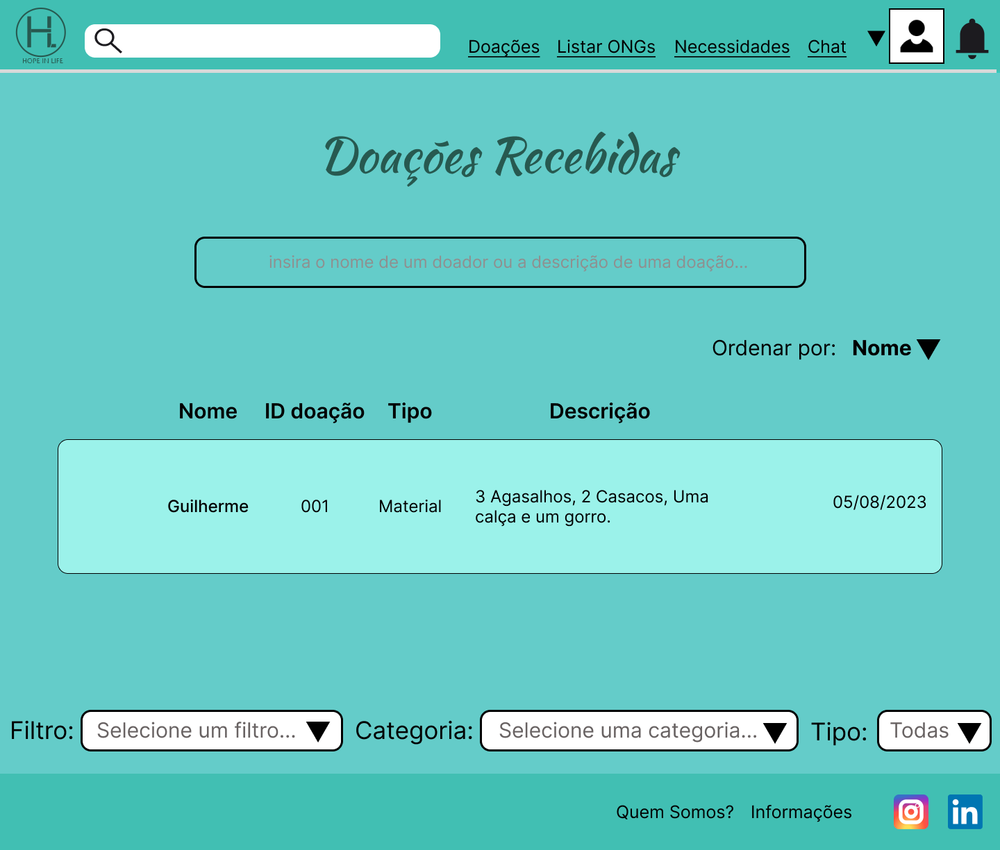 H.
HOPE IN LIFE
Doações Listar ONGs Necessidades Chat
Doações Recebidas
insira o nome de um doador ou a descrição de uma doação...
Ordenar por: Nome
Nome ID doação Tipo Descrição
Guilherme 001 Material 3 Agasalhos, 2 Casacos, Uma
calça e um gorro.
05/08/2023
Filtro: Selecione um filtro... Categoria: Selecione uma categoria... Tipo: Todas
Quem Somos? Informações in